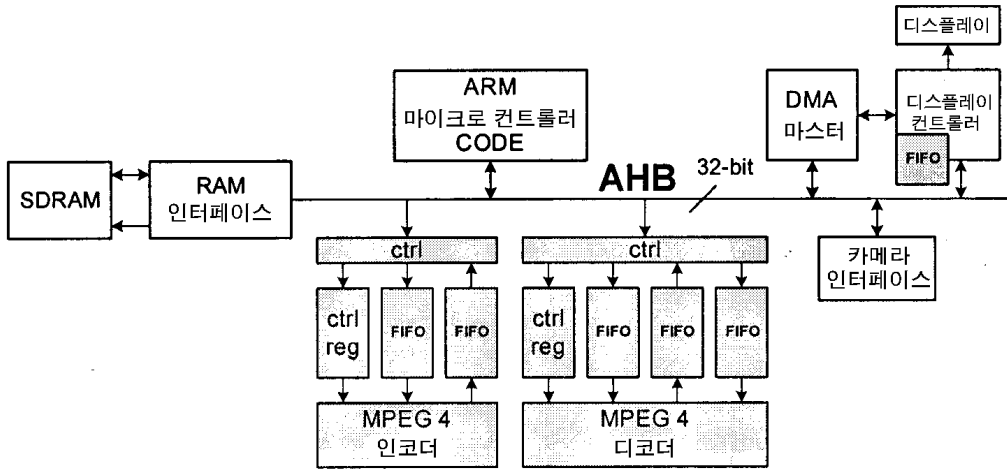 디스플레이
ARM
마이크로 컨트롤러
CODE
DMA
마스터
디스플레이
컨트롤러
FIFO
SDRAM
RAM
인터페이스
AHB
32-bit
ctrl
ctrl
카메라
인터페이스
ctrl
reg
FIFO
FIFO
ctrl
reg
FIFO
FIFO
FIFO
MPEG 4
인코더
MPEG 4
디코더